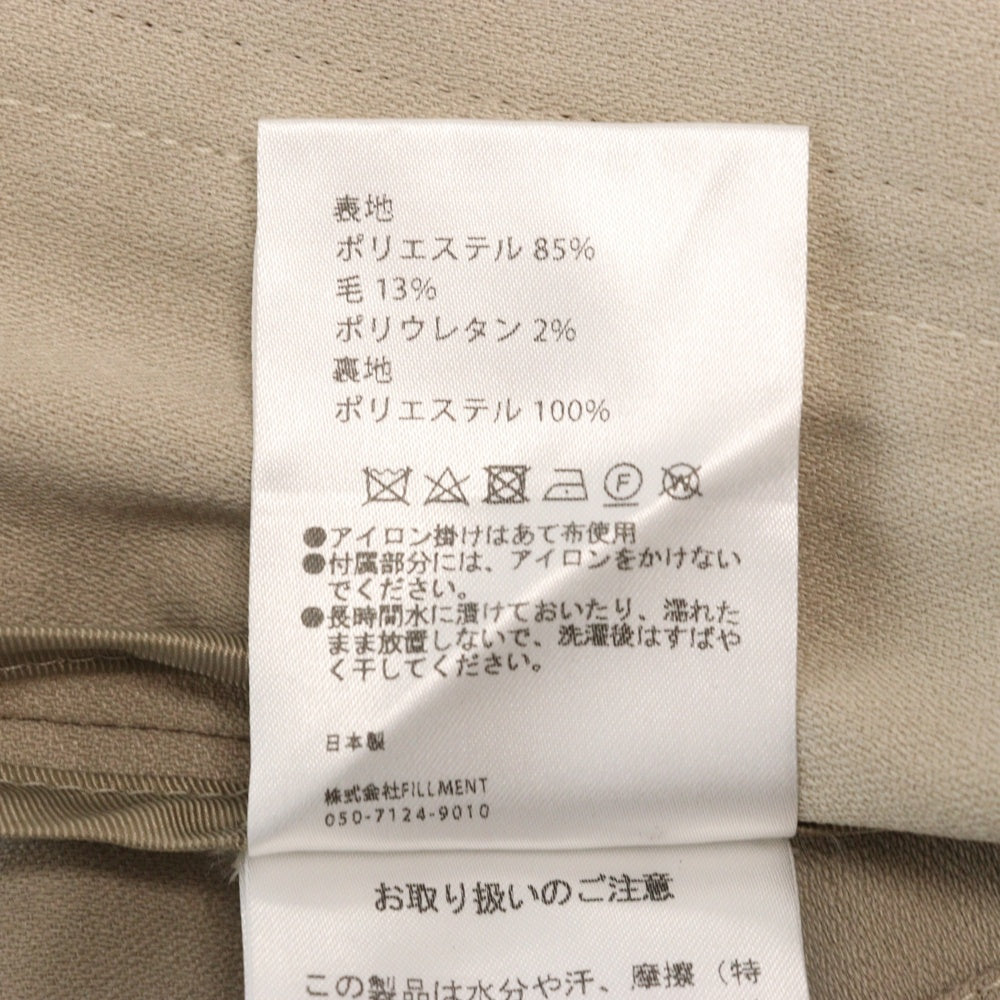 表地
ポリエステル 85%
毛 13%
ポリウレタン 2%
裏地
ポリエステル 100%
F W
●アイロン掛けはあて布使用
●付属部分には、アイロンをかけない
でください。
●長時間水に漬けておいたり、濡れた
まま放置しないで、洗濯後はすばや
く干してください。
日本製
株式会社FILLMENT
050-7124-9010
お取り扱いのご注意
この製品は水分や汗、摩擦（特